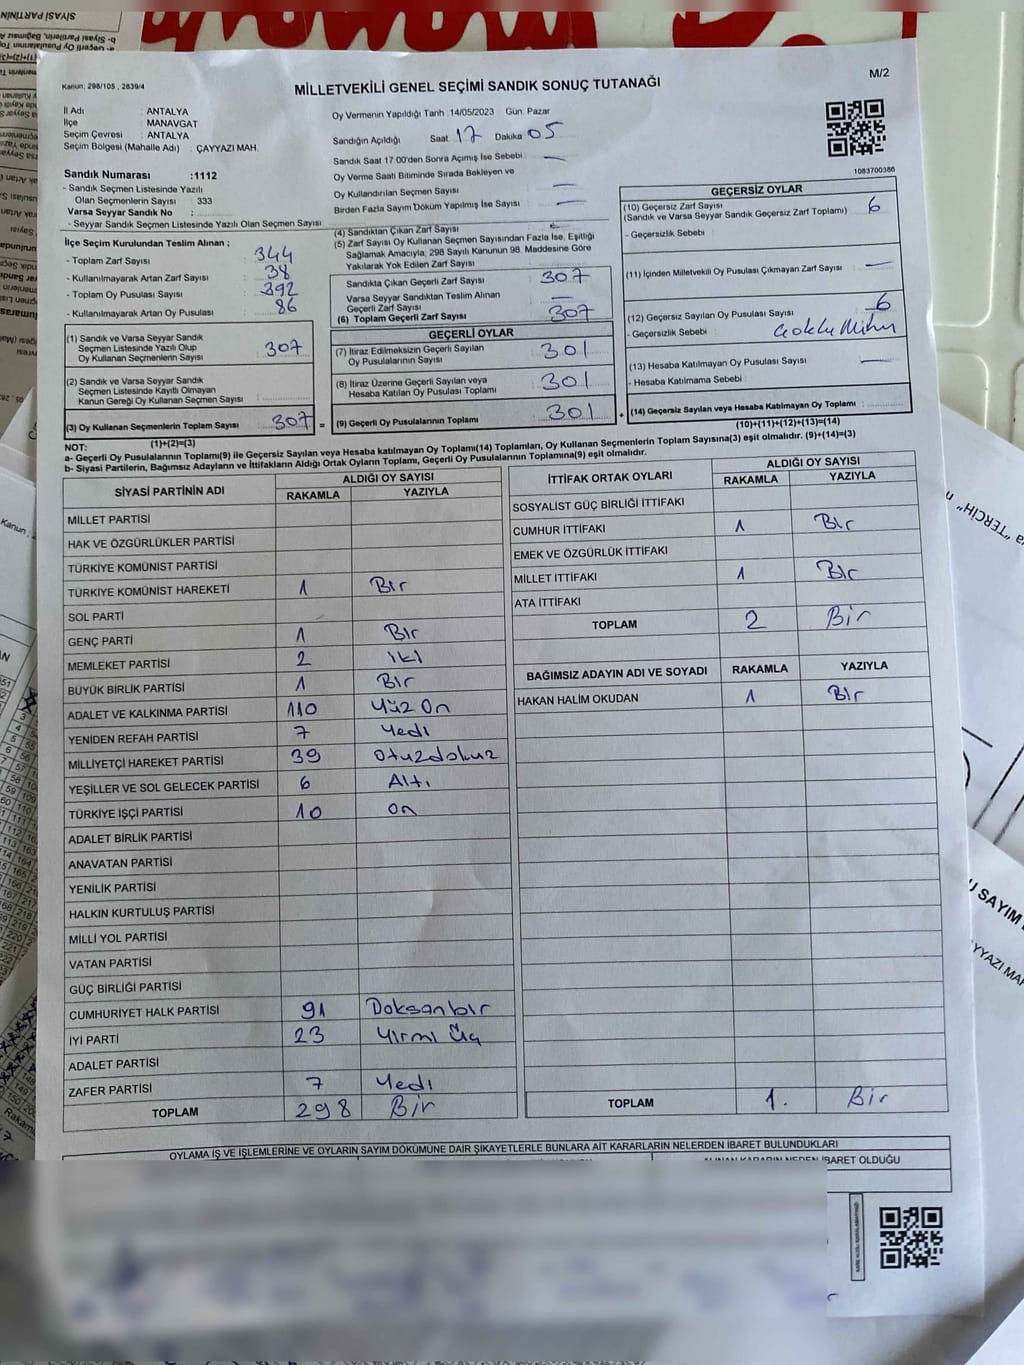 Kanun: 298/105 , 2839/4
MİLLETVEKİLİ GENEL SEÇİMİ SANDIK SONUÇ TUTANAĞI
M/2
İl Adı : ANTALYA
İlçe : MANAVGAT
Seçim Çevresi : ANTALYA
Seçim Bölgesi (Mahalle Adı) : ÇAYYAZI MAH.
Oy Vermenin Yapıldığı Tarih : 14/05/2023 Gün : Pazar
Sandığın Açıldığı Saat 17 Dakika 05
Sandık Saat 17:00'den Sonra Açımış İse Sebebi : —
Oy Verme Saati Bitiminde Sırada Bekleyen ve
Oy Kullandırılan Seçmen Sayısı : —
Birden Fazla Sayım Döküm Yapılmış İse Sayısı : —
1083700386
Sandık Numarası :1112
- Sandık Seçmen Listesinde Yazılı
Olan Seçmenlerin Sayısı : 333
Varsa Seyyar Sandık No :
- Seyyar Sandık Seçmen Listesinde Yazılı Olan Seçmen Sayısı :
İlçe Seçim Kurulundan Teslim Alınan ;
- Toplam Zarf Sayısı : 344
- Kullanılmayarak Artan Zarf Sayısı : 38
- Toplam Oy Pusulası Sayısı : 392
- Kullanılmayarak Artan Oy Pusulası : 86
(1) Sandık ve Varsa Seyyar Sandık
Seçmen Listesinde Yazılı Olup
Oy Kullanan Seçmenlerin Sayısı : 307
(2) Sandık ve Varsa Seyyar Sandık
Seçmen Listesinde Kayıtlı Olmayan
Kanun Gereği Oy Kullanan Seçmen Sayısı :
(3) Oy Kullanan Seçmenlerin Toplam Sayısı : 307 =
(1)+(2)=(3)
(4) Sandıktan Çıkan Zarf Sayısı :
(5) Zarf Sayısı Oy Kullanan Seçmen Sayısından Fazla İse, Eşitliği
Sağlamak Amacıyla, 298 Sayılı Kanunun 98. Maddesine Göre
Yakılarak Yok Edilen Zarf Sayısı :
Sandıkta Çıkan Geçerli Zarf Sayısı : 307
Varsa Seyyar Sandıktan Teslim Alınan
Geçerli Zarf Sayısı : —
(6) Toplam Geçerli Zarf Sayısı : 307
GEÇERLİ OYLAR
(7) İtiraz Edilmeksizin Geçerli Sayılan
Oy Pusulalarının Sayısı : 301
(8) İtiraz Üzerine Geçerli Sayılan veya
Hesaba Katılan Oy Pusulası Toplamı : 301
(9) Geçerli Oy Pusulalarının Toplamı : 301 +
GEÇERSİZ OYLAR
(10) Geçersiz Zarf Sayısı : 6
(Sandık ve Varsa Seyyar Sandık Geçersiz Zarf Toplamı)
- Geçersizlik Sebebi :
(11) İçinden Milletvekili Oy Pusulası Çıkmayan Zarf Sayısı : —
(12) Geçersiz Sayılan Oy Pusulası Sayısı : 6
- Geçersizlik Sebebi :
(13) Hesaba Katılmayan Oy Pusulası Sayısı : —
- Hesaba Katılmama Sebebi :
(14) Geçersiz Sayılan veya Hesaba Katılmayan Oy Toplamı :
(10)+(11)+(12)+(13)=(14)
NOT:
a- Geçerli Oy Pusulalarının Toplamı(9) ile Geçersiz Sayılan veya Hesaba katılmayan Oy Toplamı(14) Toplamları, Oy Kullanan Seçmenlerin Toplam Sayısına(3) eşit olmalıdır. (9)+(14)=(3)
b- Siyasi Partilerin, Bağımsız Adayların ve İttifakların Aldığı Ortak Oyların Toplamı, Geçerli Oy Pusulalarının Toplamına(9) eşit olmalıdır.
SİYASİ PARTİNİN ADI ALDIĞI OY SAYISI
RAKAMLA YAZIYLA
MİLLET PARTİSİ
HAK VE ÖZGÜRLÜKLER PARTİSİ
TÜRKİYE KOMÜNİST PARTİSİ
TÜRKİYE KOMÜNİST HAREKETİ 1 Bir
SOL PARTİ
GENÇ PARTİ 1 Bir
MEMLEKET PARTİSİ 2 iki
BÜYÜK BİRLİK PARTİSİ 1 Bir
ADALET VE KALKINMA PARTİSİ 110 Yüz On
YENİDEN REFAH PARTİSİ 7 Yedi
MİLLİYETÇİ HAREKET PARTİSİ 39 Otuzdokuz
YEŞİLLER VE SOL GELECEK PARTİSİ 6 Altı
TÜRKİYE İŞÇİ PARTİSİ 10 On
ADALET BİRLİK PARTİSİ
ANAVATAN PARTİSİ
YENİLİK PARTİSİ
HALKIN KURTULUŞ PARTİSİ
MİLLİ YOL PARTİSİ
VATAN PARTİSİ
GÜÇ BİRLİĞİ PARTİSİ
CUMHURİYET HALK PARTİSİ 91 Doksanbir
İYİ PARTİ 23 Yirmi Üç
ADALET PARTİSİ
ZAFER PARTİSİ 7 Yedi
TOPLAM 298 Bir
İTTİFAK ORTAK OYLARI ALDIĞI OY SAYISI
RAKAMLA YAZIYLA
SOSYALİST GÜÇ BİRLİĞİ İTTİFAKI
CUMHUR İTTİFAKI 1 Bir
EMEK VE ÖZGÜRLÜK İTTİFAKI
MİLLET İTTİFAKI 1 Bir
ATA İTTİFAKI
TOPLAM 2 Bir
BAĞIMSIZ ADAYIN ADI VE SOYADI RAKAMLA YAZIYLA
HAKAN HALİM OKUDAN 1 Bir
TOPLAM 1. Bir
OYLAMA İŞ VE İŞLEMLERİNE VE OYLARIN SAYIM DÖKÜMÜNE DAİR ŞİKAYETLERLE BUNLARA AİT KARARLARIN NELERDEN İBARET BULUNDUKLARI
ALINAN KARARIN NEDEN İBARET OLDUĞU
"TERCİH"
SAYIM